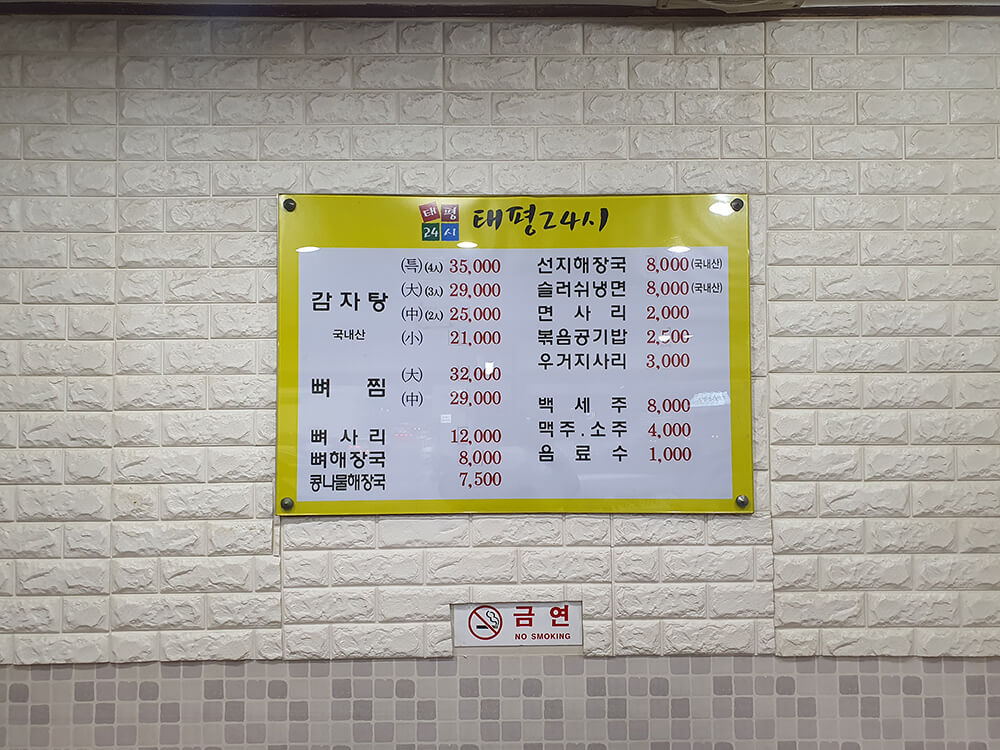 태평 24시 태평24시
감자탕
국내산
(특) (4人) 35,000
(大) (3人) 29,000
(中) (2人) 25,000
(小) 21,000
뼈 찜
(大) 32,000
(中) 29,000
뼈사리 12,000
뼈해장국 8,000
콩나물해장국 7,500
선지해장국 8,000 (국내산)
슬러쉬냉면 8,000 (국내산)
면 사 리 2,000
볶음공기밥 2,500
우거지사리 3,000
백 세 주 8,000
맥주.소주 4,000
음 료 수 1,000
금연
NO SMOKING